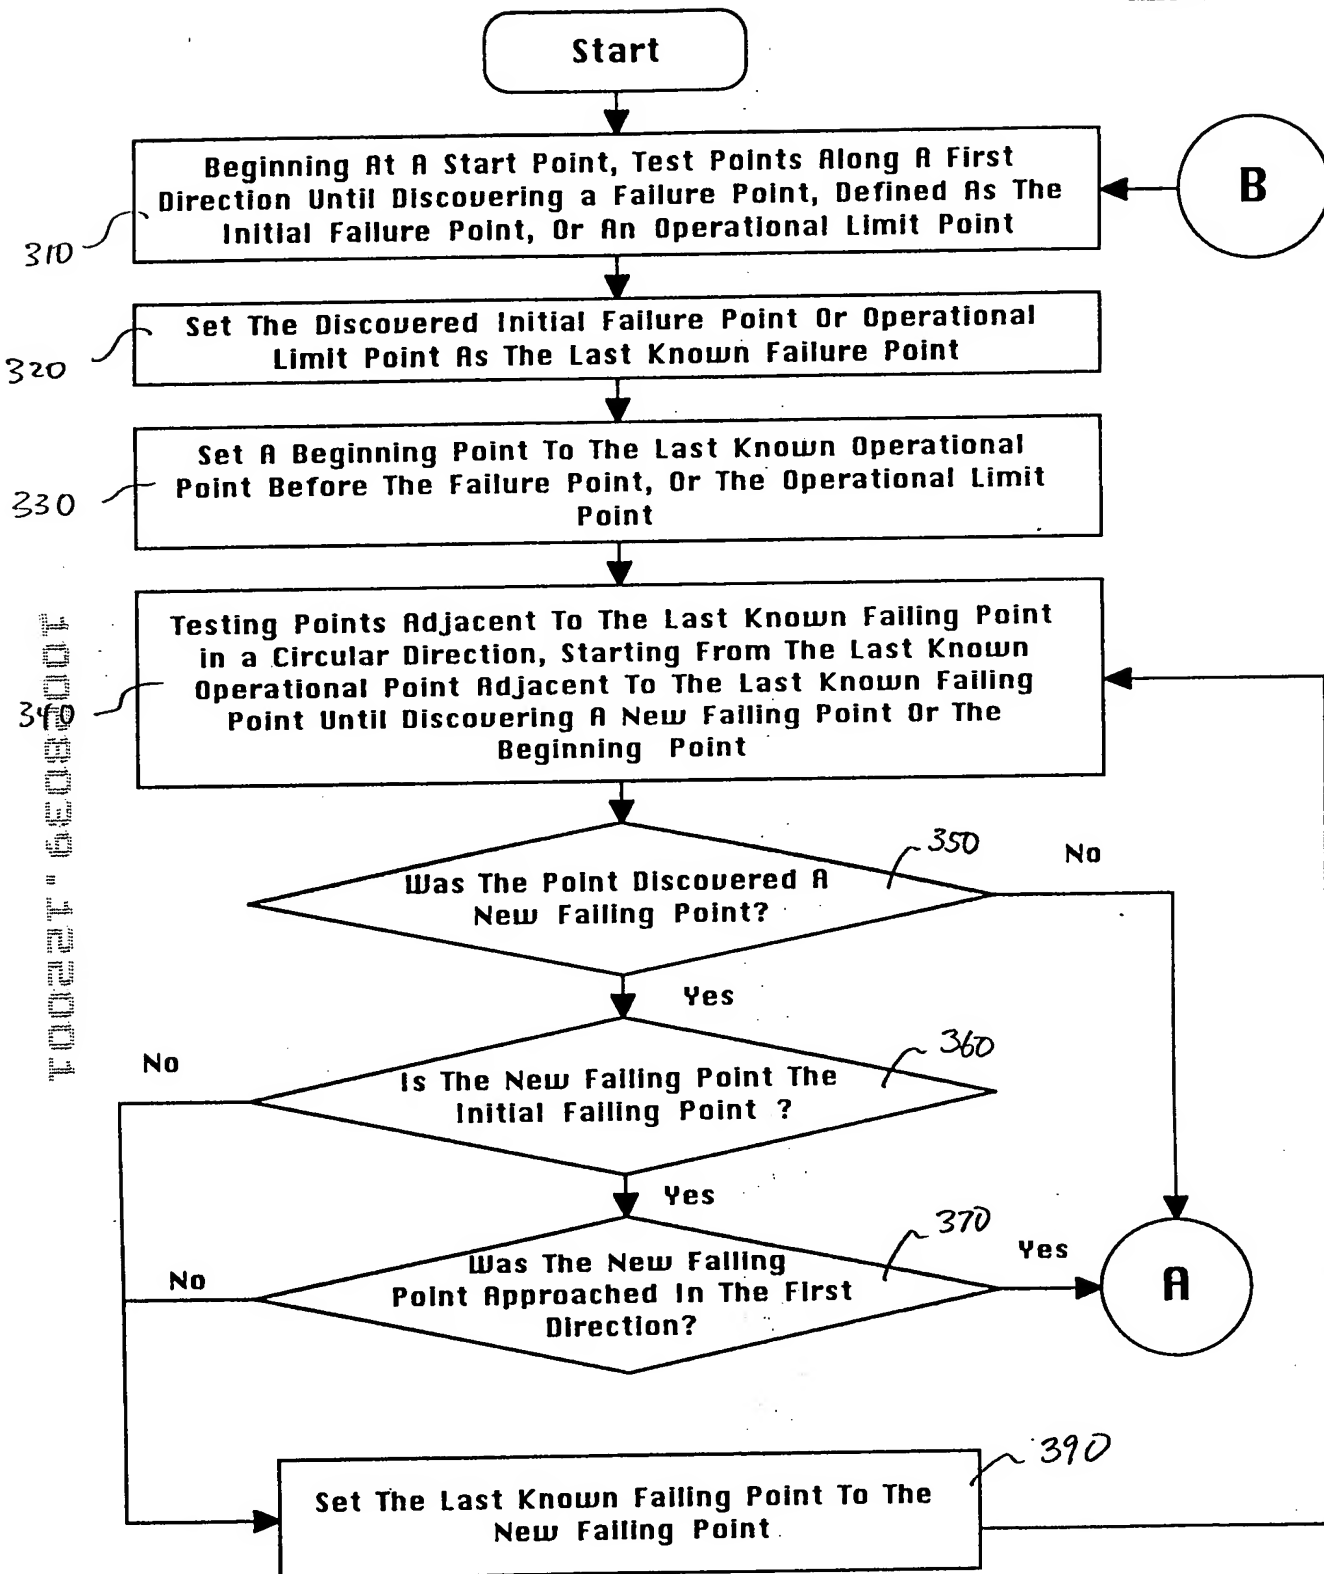 Start
Beginning At A Start Point, Test Points Along A First
Direction Until Discovering a Failure Point, Defined As The
Initial Failure Point, Or An Operational Limit Point
B
310
Set The Discovered Initial Failure Point Or Operational
Limit Point As The Last Known Failure Point
320
Set A Beginning Point To The Last Known Operational
Point Before The Failure Point, Or The Operational Limit
Point
330
Testing Points Adjacent To The Last Known Failing Point
in a Circular Direction, Starting From The Last Known
Operational Point Adjacent To The Last Known Failing
Point Until Discovering A New Failing Point Or The
Beginning Point
340
10028039.122001
350
No
Was The Point Discovered A
New Failing Point?
Yes
360
No
Is The New Failing Point The
Initial Failing Point ?
Yes
370
Yes
No
Was The New Failing
Point Approached In The First
Direction?
A
390
Set The Last Known Failing Point To The
New Failing Point